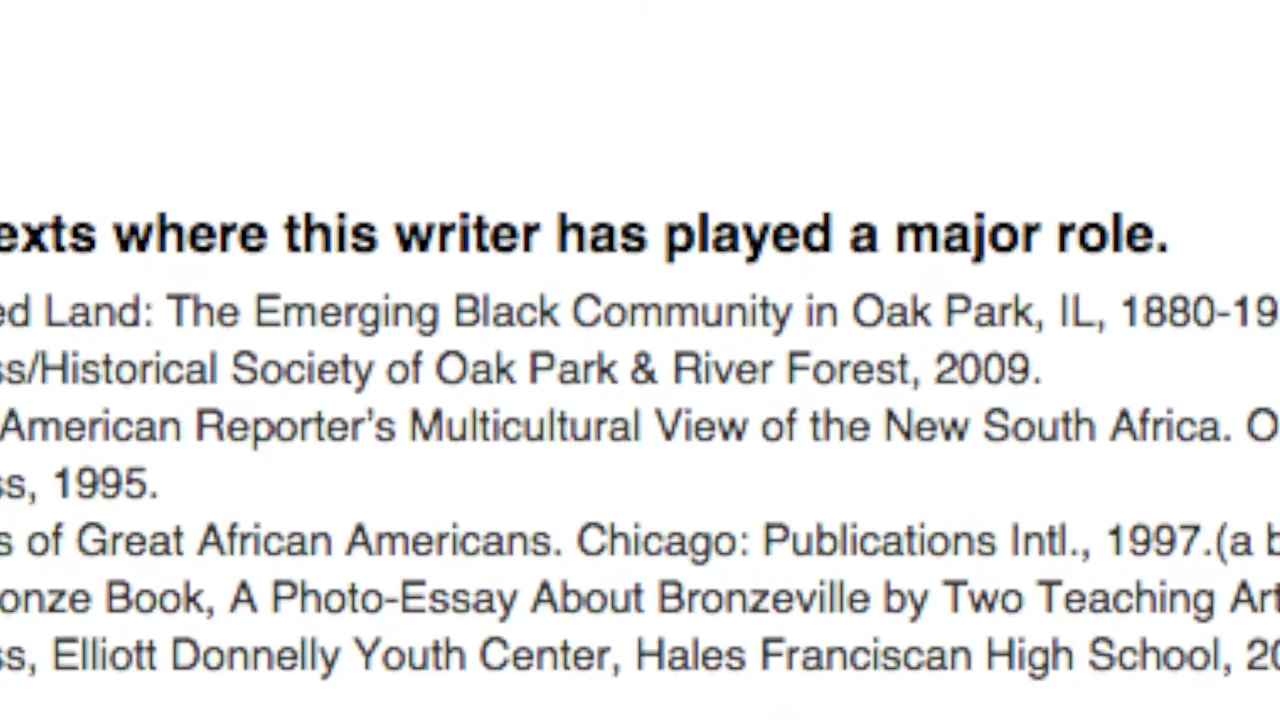 exts where this writer has played a major role.
ed Land: The Emerging Black Community in Oak Park, IL, 1880-19
ss/Historical Society of Oak Park & River Forest, 2009.
American Reporter’s Multicultural View of the New South Africa. O
ss, 1995.
s of Great African Americans. Chicago: Publications Intl., 1997.(a b
onze Book, A Photo-Essay About Bronzeville by Two Teaching Art
ss, Elliott Donnelly Youth Center, Hales Franciscan High School, 20